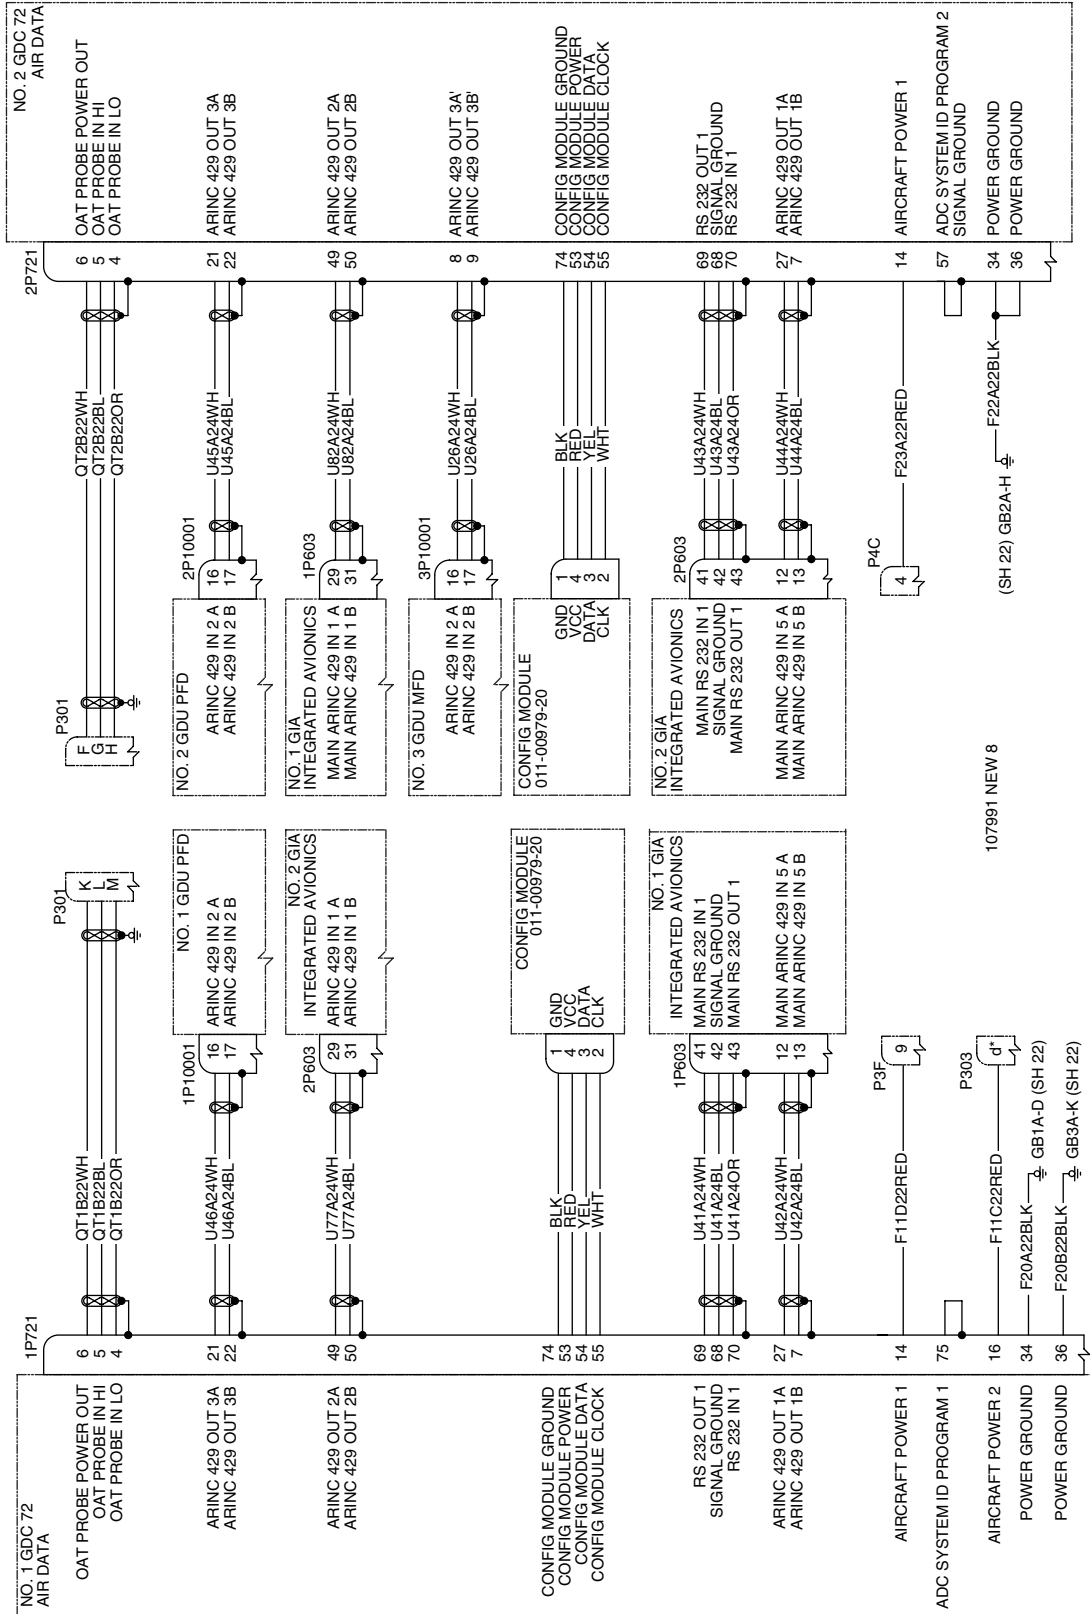 NO. 1 GDC 72
AIR DATA
1P721
OAT PROBE POWER OUT 6
OAT PROBE IN HI 5
OAT PROBE IN LO 4
QT1B22WH
QT1B22BL
QT1B22OR
P301
K
L
M
ARINC 429 OUT 3A 21
ARINC 429 OUT 3B 22
U46A24WH
U46A24BL
1P10001
NO. 1 GDU PFD
16 ARINC 429 IN 2 A
17 ARINC 429 IN 2 B
ARINC 429 OUT 2A 49
ARINC 429 OUT 2B 50
U77A24WH
U77A24BL
2P603
NO. 2 GIA
INTEGRATED AVIONICS
29 ARINC 429 IN 1 A
31 ARINC 429 IN 1 B
CONFIG MODULE GROUND 74
CONFIG MODULE POWER 53
CONFIG MODULE DATA 54
CONFIG MODULE CLOCK 55
BLK
RED
YEL
WHT
CONFIG MODULE
011-00979-20
1 GND
4 VCC
3 DATA
2 CLK
RS 232 OUT 1 69
SIGNAL GROUND 68
RS 232 IN 1 70
U41A24WH
U41A24BL
U41A24OR
1P603
NO. 1 GIA
INTEGRATED AVIONICS
41 MAIN RS 232 IN 1
42 SIGNAL GROUND
43 MAIN RS 232 OUT 1
ARINC 429 OUT 1A 27
ARINC 429 OUT 1B 7
U42A24WH
U42A24BL
12 MAIN ARINC 429 IN 5 A
13 MAIN ARINC 429 IN 5 B
AIRCRAFT POWER 1 14
F11D22RED
P3F
9
ADC SYSTEM ID PROGRAM 1 75
AIRCRAFT POWER 2 16
F11C22RED
P303
d*
POWER GROUND 34
F20A22BLK
GB1A-D (SH 22)
POWER GROUND 36
F20B22BLK
GB3A-K (SH 22)
NO. 2 GDC 72
AIR DATA
2P721
P301
F
G
H
QT2B22WH
QT2B22BL
QT2B22OR
6 OAT PROBE POWER OUT
5 OAT PROBE IN HI
4 OAT PROBE IN LO
NO. 2 GDU PFD
2P10001
ARINC 429 IN 2 A 16
ARINC 429 IN 2 B 17
U45A24WH
U45A24BL
21 ARINC 429 OUT 3A
22 ARINC 429 OUT 3B
NO. 1 GIA
INTEGRATED AVIONICS
1P603
MAIN ARINC 429 IN 1 A 29
MAIN ARINC 429 IN 1 B 31
U82A24WH
U82A24BL
49 ARINC 429 OUT 2A
50 ARINC 429 OUT 2B
NO. 3 GDU MFD
3P10001
ARINC 429 IN 2 A 16
ARINC 429 IN 2 B 17
U26A24WH
U26A24BL
8 ARINC 429 OUT 3A'
9 ARINC 429 OUT 3B'
CONFIG MODULE
011-00979-20
GND 1
VCC 4
DATA 3
CLK 2
BLK
RED
YEL
WHT
74 CONFIG MODULE GROUND
53 CONFIG MODULE POWER
54 CONFIG MODULE DATA
55 CONFIG MODULE CLOCK
NO. 2 GIA
INTEGRATED AVIONICS
2P603
MAIN RS 232 IN 1 41
SIGNAL GROUND 42
MAIN RS 232 OUT 1 43
U43A24WH
U43A24BL
U43A24OR
69 RS 232 OUT 1
68 SIGNAL GROUND
70 RS 232 IN 1
MAIN ARINC 429 IN 5 A 12
MAIN ARINC 429 IN 5 B 13
U44A24WH
U44A24BL
27 ARINC 429 OUT 1A
7 ARINC 429 OUT 1B
P4C
4
F23A22RED
14 AIRCRAFT POWER 1
57 ADC SYSTEM ID PROGRAM 2
SIGNAL GROUND
(SH 22) GB2A-H
F22A22BLK
34 POWER GROUND
36 POWER GROUND
107991 NEW 8